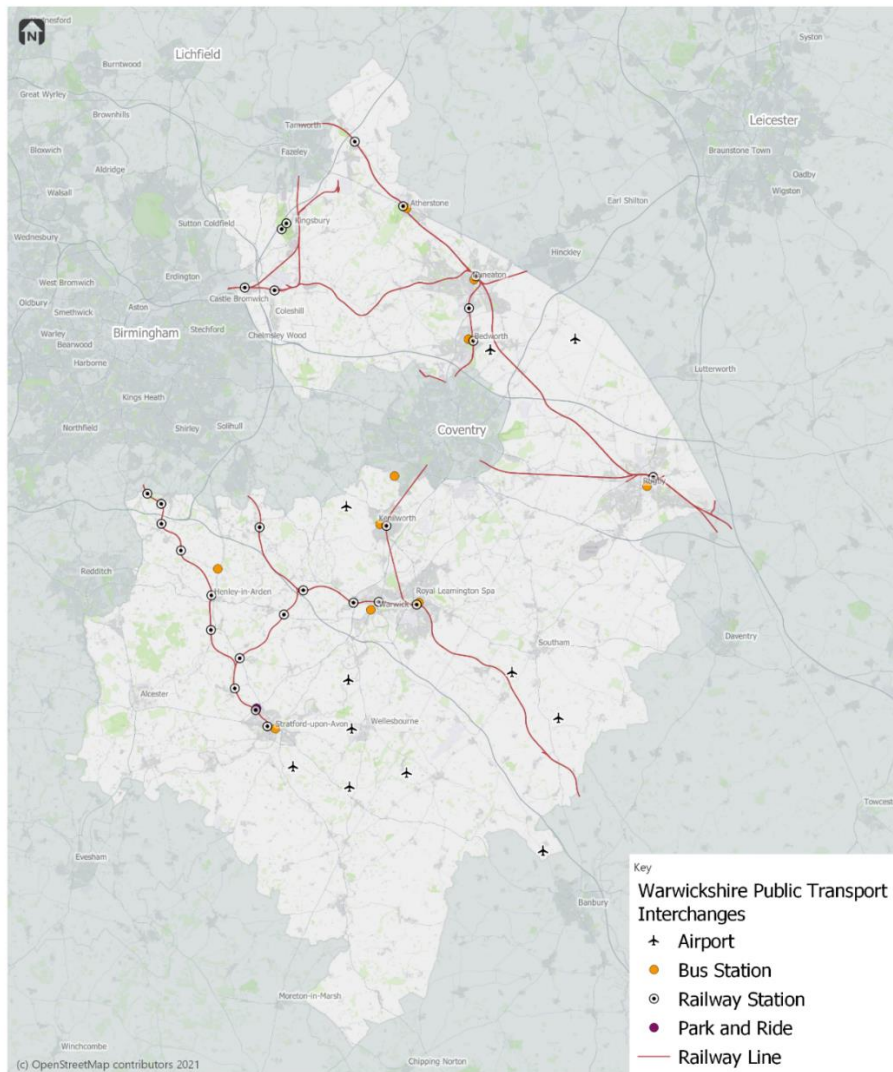 N
Lichfield
Syston
Burntwood
Great Wyrley
Leicester
Brownhills
Tamworth
Braunstone Town
Bloxwich
Fazeley
Aldridge
Oadby
Walsall
Wigston
Atherstone
Earl Shilton
Sutton Coldfield
Kingsbury
Wednesbury
Hinckley
Erdington
West Bromwich
Castle Bromwich
Oldbury
Aston
Coleshill
Smethwick
Birmingham
Stechford
Warley
Chelmsley Wood
Bedworth
Bearwood
Harborne
Lutterworth
Kings Heath
Northfield
Shirley
Solihull
Coventry
Rugby
Kenilworth
Redditch
Henley-in-Arden
Royal Leamington Spa
Warwick
Daventry
Southam
Alcester
Stratford-upon-Avon
Wellesbourne
Evesham
Banbury
Moreton-in-Marsh
Winchcombe
Chipping Norton
Key
Warwickshire Public Transport
Interchanges
Airport
Bus Station
Railway Station
Park and Ride
Railway Line
(c) OpenStreetMap contributors 2021